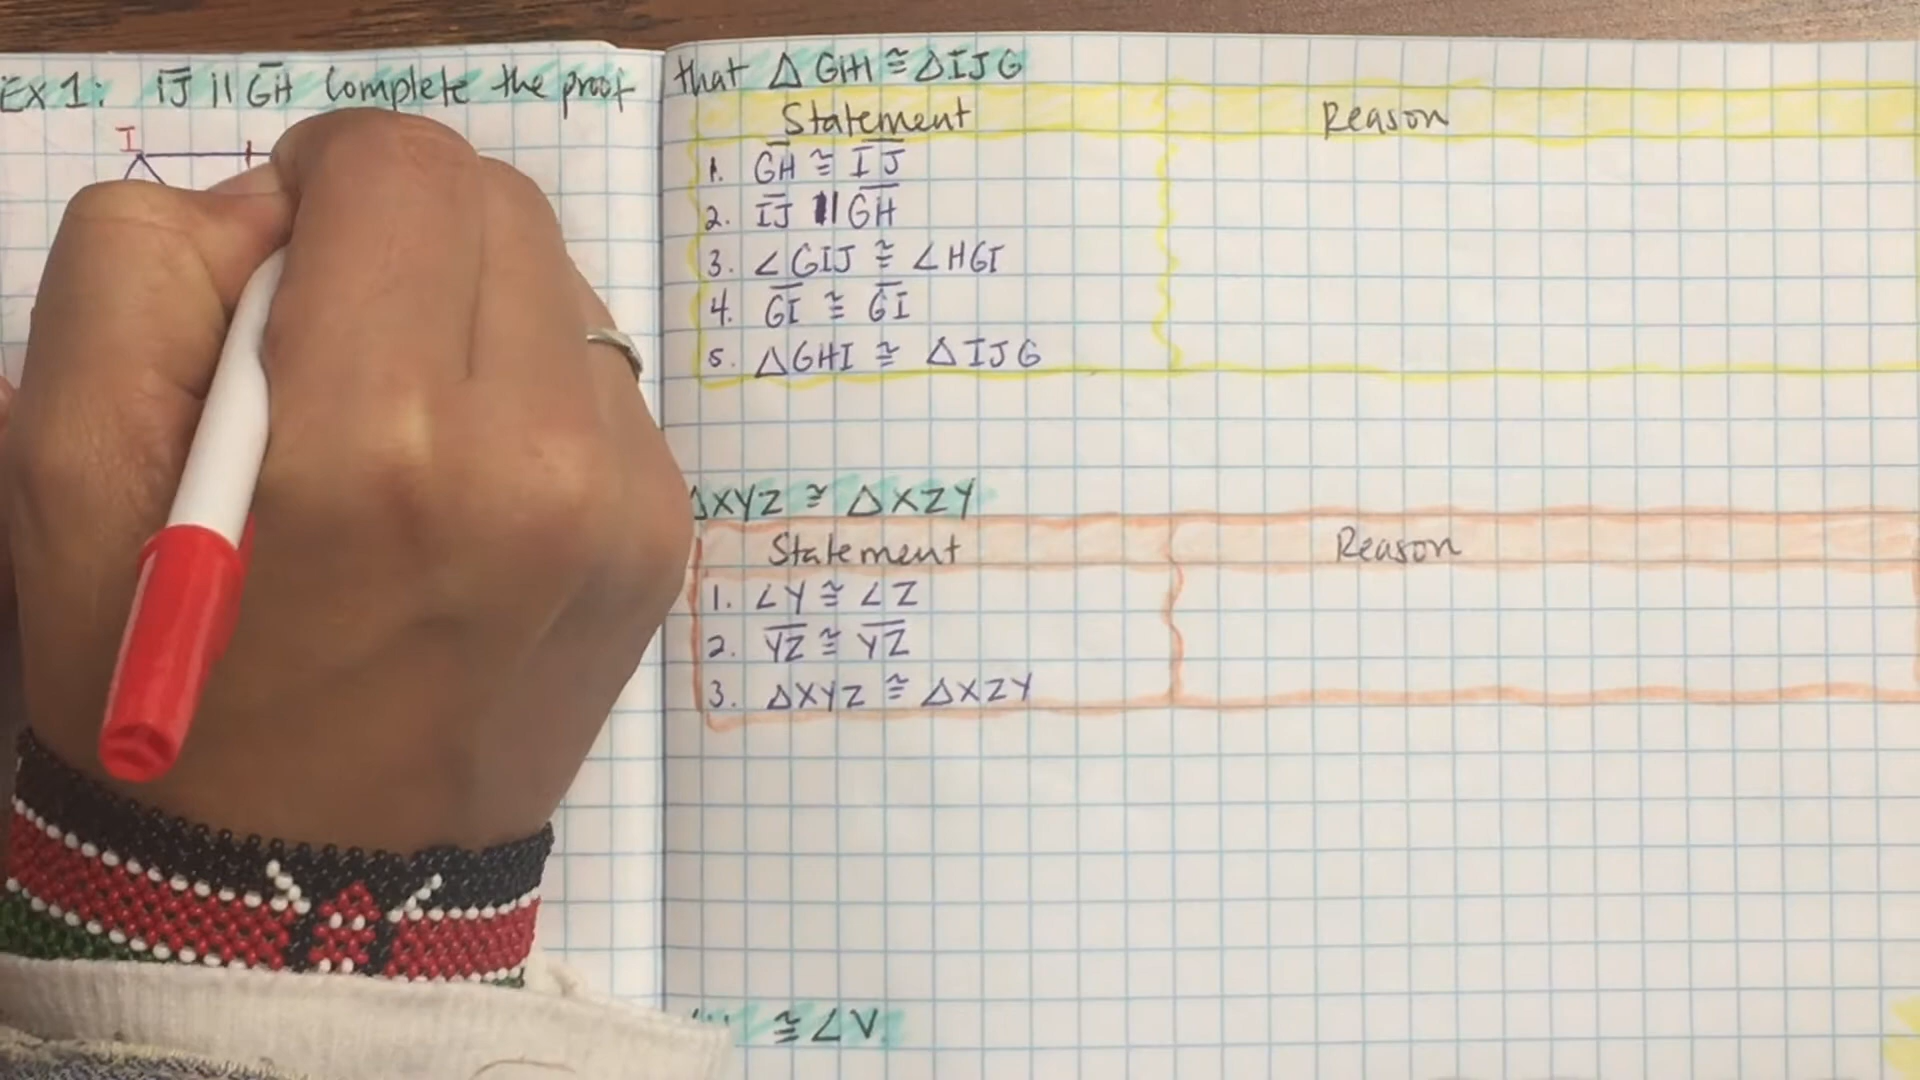 Ex 1: IJ || GH Complete the proof that △GHI ≅ △IJG
I
Statement Reason
1. GH ≅ IJ
2. IJ || GH
3. ∠GIJ ≅ ∠HGI
4. GI ≅ GI
5. △GHI ≅ △IJG
△XYZ ≅ △XZY
Statement Reason
1. ∠Y ≅ ∠Z
2. YZ ≅ YZ
3. △XYZ ≅ △XZY
≅ ∠V